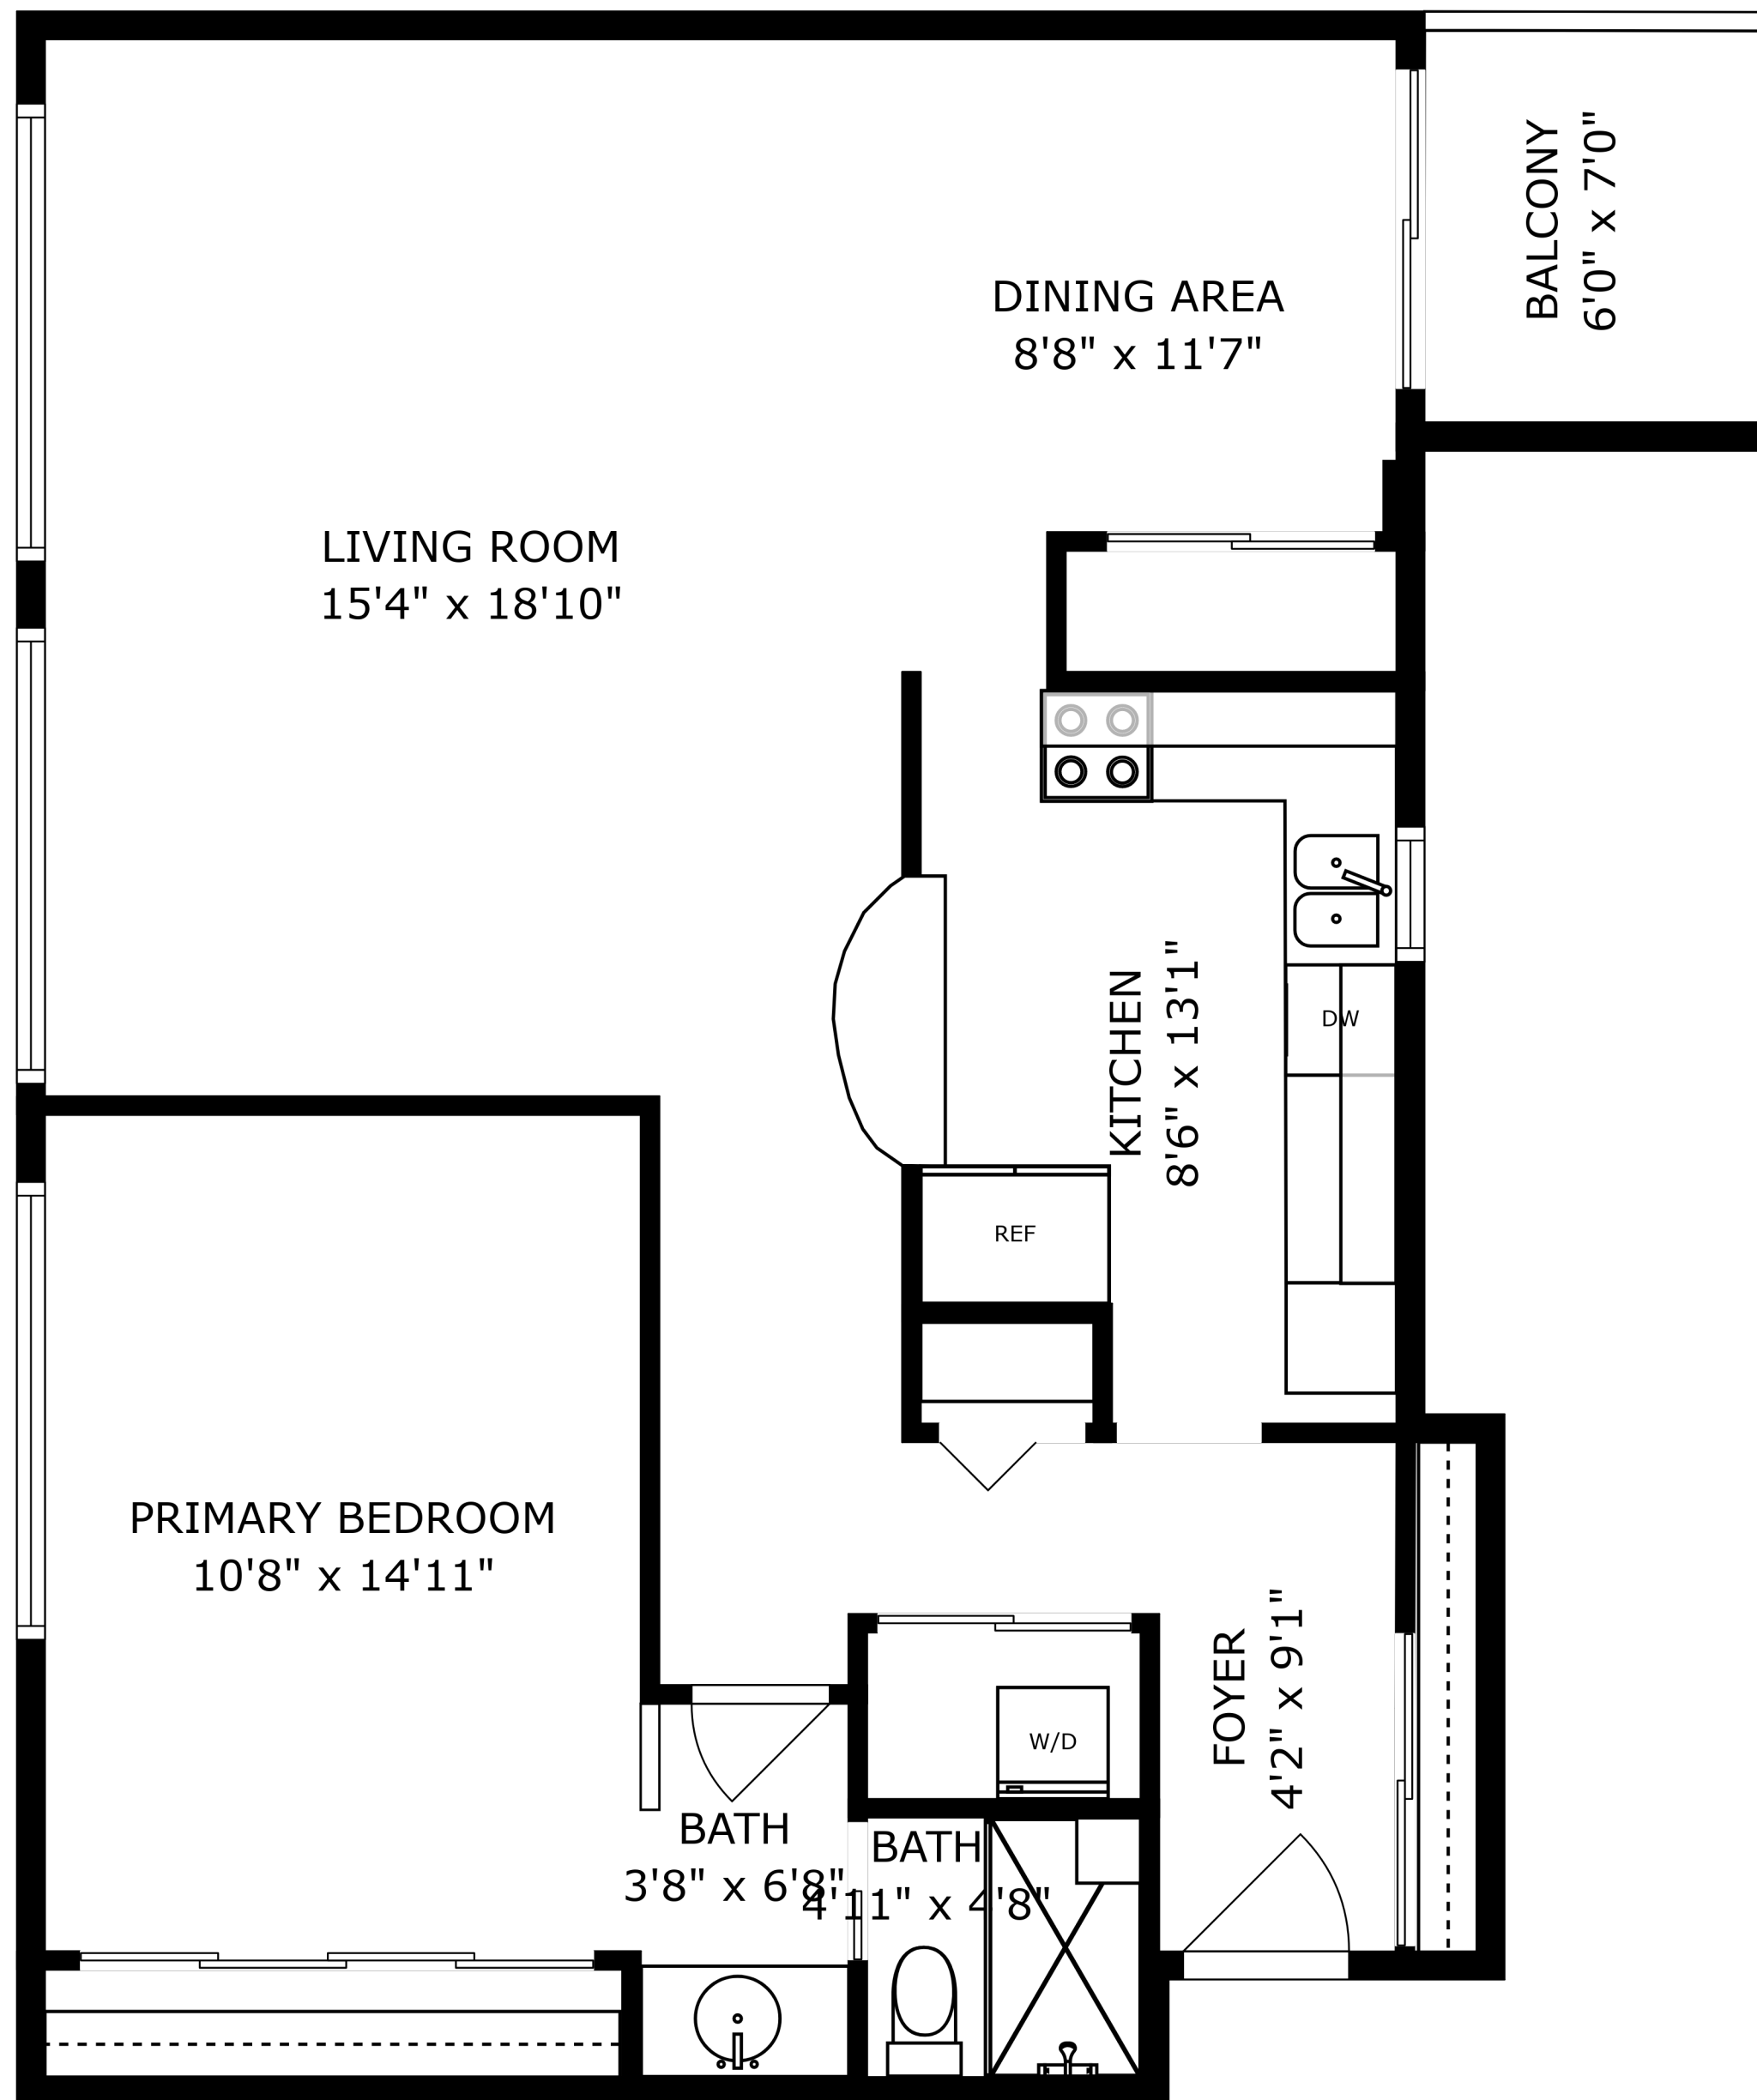 BALCONY
6'0" x 7'0"
DINING AREA
8'8" x 11'7"
LIVING ROOM
15'4" x 18'10"
KITCHEN
8'6" x 13'1"
DW
REF
PRIMARY BEDROOM
10'8" x 14'11"
FOYER
4'2" x 9'1"
W/D
BATH
3'8" x 6'8"
BATH
4'11" x 4'8"